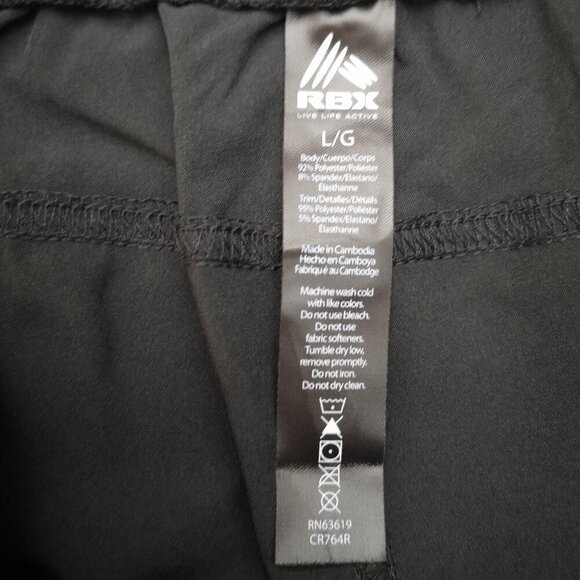 RBX
LIVE LIFE ACTIVE
L/G
Body/Cuerpo/Corps
92% Polyester/Poliéster
8% Spandex/Elastano/
Elasthanne
Trim/Detalles/Détails
95% Polyester/Poliéster
5% Spandex/Elastano/
Elasthanne
Made in Cambodia
Hecho en Camboya
Fabriqué au Cambodge
Machine wash cold
with like colors.
Do not use bleach.
Do not use
fabric softeners.
Tumble dry low,
remove promptly.
Do not iron.
Do not dry clean.
RN63619
CR764R